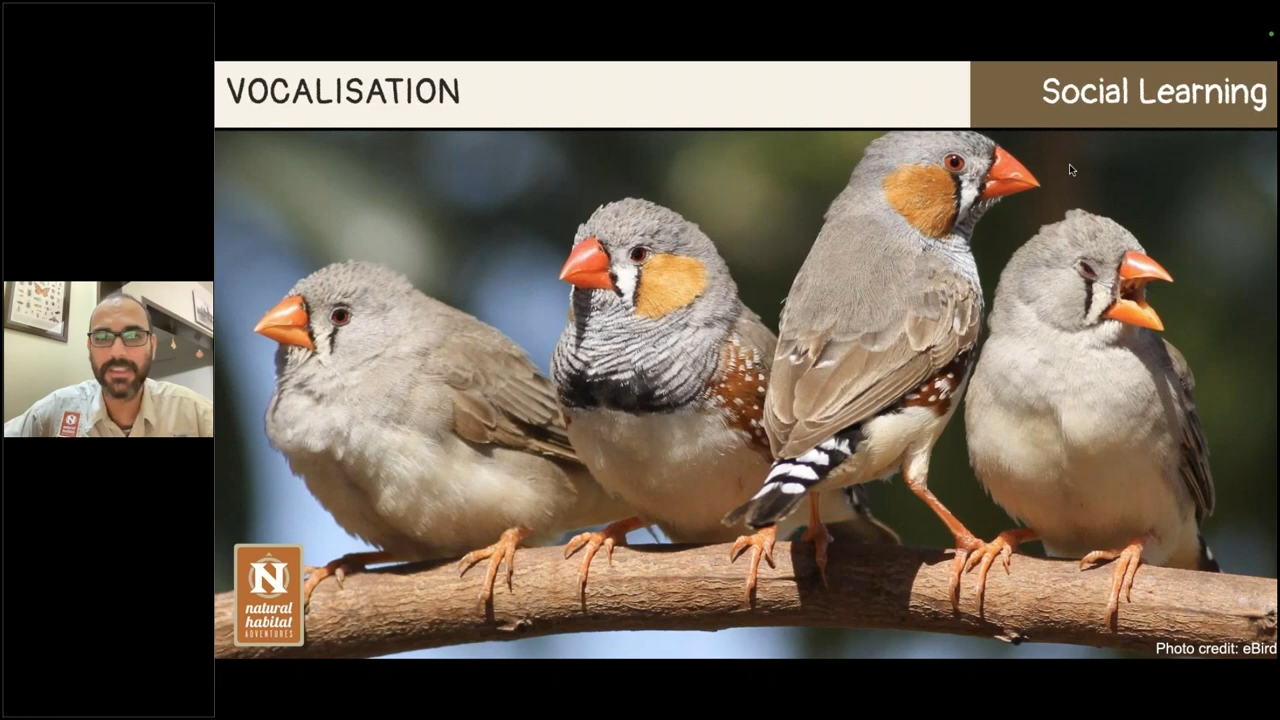 VOCALISATION
Social Learning
N
natural
habitat
ADVENTURES
Photo credit: eBird